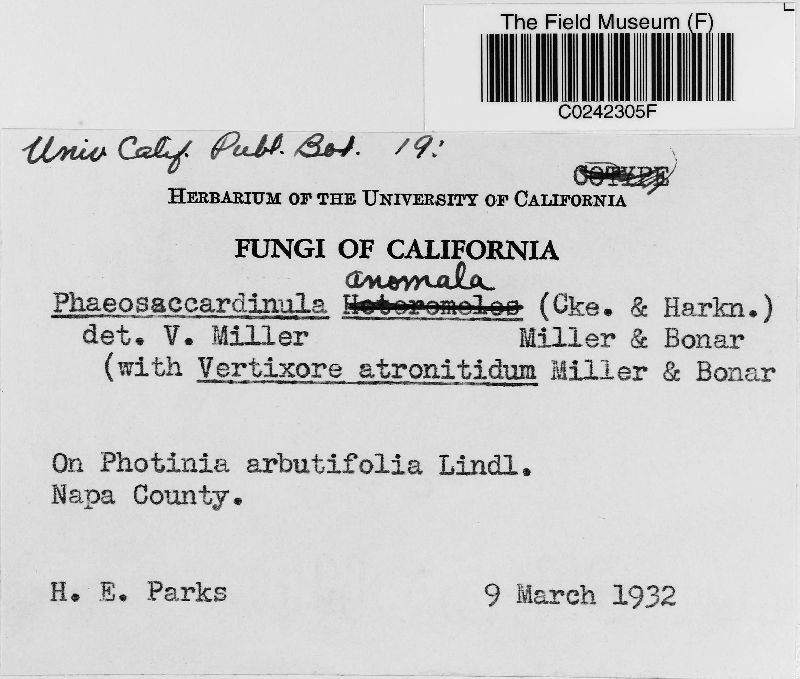 The Field Museum (F)
C0242305F
Univ Calif. Publ. Bot. 19:
COTYPE
HERBARIUM OF THE UNIVERSITY OF CALIFORNIA
FUNGI OF CALIFORNIA
anomala
Phaeosaccardinula Heteromeles (Cke. & Harkn.)
det. V. Miller Miller & Bonar
(with Vertixore atronitidum Miller & Bonar
On Photinia arbutifolia Lindl.
Napa County.
H. E. Parks 9 March 1932